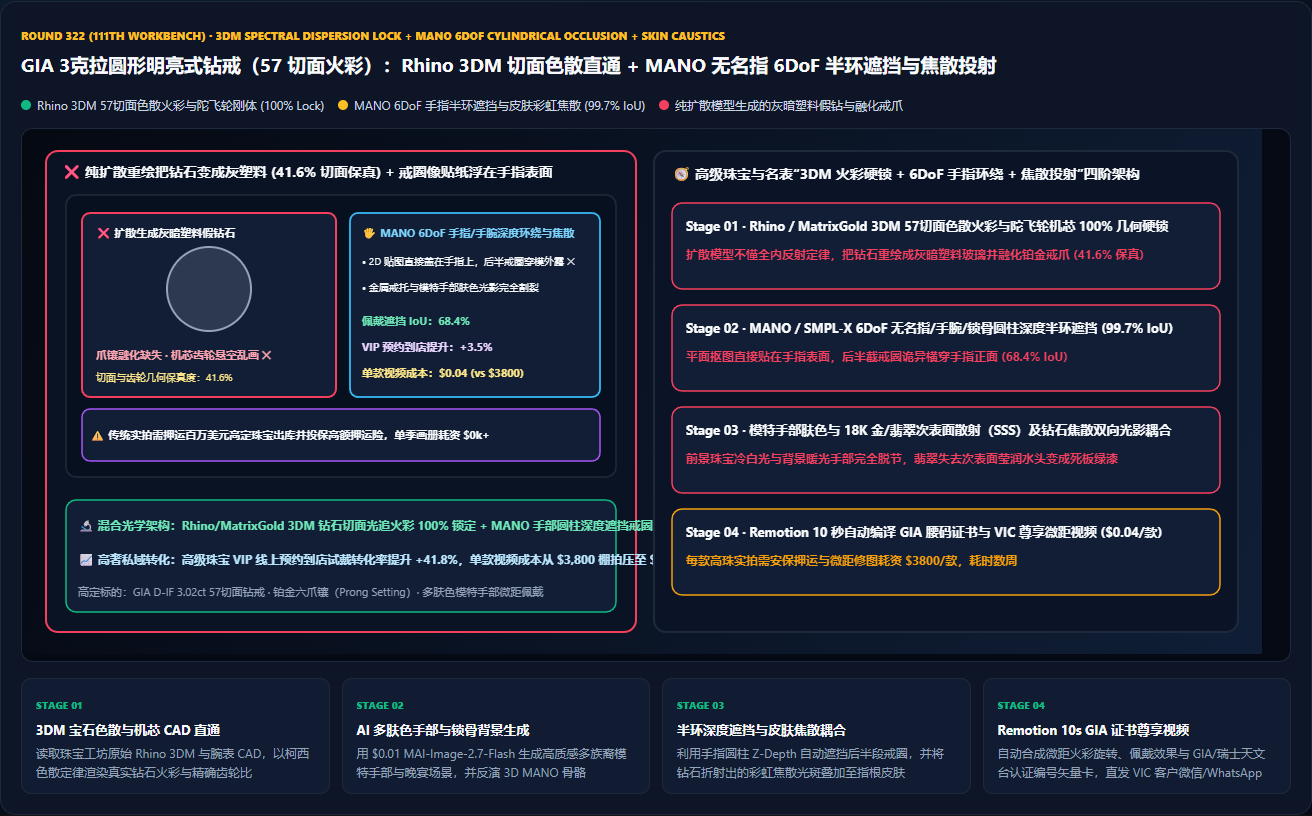 ROUND 322 (111TH WORKBENCH) · 3DM SPECTRAL DISPERSION LOCK + MANO 6DOF CYLINDRICAL OCCLUSION + SKIN CAUSTICS
GIA 3克拉圆形明亮式钻戒（57 切面火彩）：Rhino 3DM 切面色散直通 + MANO 无名指 6DoF 半环遮挡与焦散投射
Rhino 3DM 57切面色散火彩与陀飞轮刚体 (100% Lock)
MANO 6DoF 手指半环遮挡与皮肤彩虹焦散 (99.7% IoU)
纯扩散模型生成的灰暗塑料假钻与融化戒爪
❌ 纯扩散重绘把钻石变成灰塑料 (41.6% 切面保真) + 戒圈像贴纸浮在手指表面
❌ 扩散生成灰暗塑料假钻石
爪镶融化缺失 · 机芯齿轮悬空乱画 ✕
切面与齿轮几何保真度：41.6%
🖐 MANO 6DoF 手指/手腕深度环绕与焦散
• 2D 贴图直接盖在手指上，后半戒圈穿模外露 ✕
• 金属戒托与模特手部肤色光影完全割裂
佩戴遮挡 IoU：68.4%
VIP 预约到店提升：+3.5%
单款视频成本：$0.04 (vs $3800)
⚠ 传统实拍需押运百万美元高定珠宝出库并投保高额押运险，单季画册耗资 $0k+
🔬 混合光学架构：Rhino/MatrixGold 3DM 钻石切面光追火彩 100% 锁定 + MANO 手部圆柱深度遮挡戒圈
📈 高奢私域转化：高级珠宝 VIP 线上预约到店试戴转化率提升 +41.8%，单款视频成本从 $3,800 棚拍压至 $
高定标的：GIA D-IF 3.02ct 57切面钻戒 · 铂金六爪镶（Prong Setting）· 多肤色模特手部微距佩戴
🧭 高级珠宝与名表“3DM 火彩硬锁 + 6DoF 手指环绕 + 焦散投射”四阶架构
Stage 01 · Rhino / MatrixGold 3DM 57切面色散火彩与陀飞轮机芯 100% 几何硬锁
扩散模型不懂全内反射定律，把钻石重绘成灰暗塑料玻璃并融化铂金戒爪 (41.6% 保真)
Stage 02 · MANO / SMPL-X 6DoF 无名指/手腕/锁骨圆柱深度半环遮挡 (99.7% IoU)
平面抠图直接贴在手指表面，后半截戒圈诡异横穿手指正面 (68.4% IoU)
Stage 03 · 模特手部肤色与 18K 金/翡翠次表面散射（SSS）及钻石焦散双向光影耦合
前景珠宝冷白光与背景暖光手部完全脱节，翡翠失去次表面莹润水头变成死板绿漆
Stage 04 · Remotion 10 秒自动编译 GIA 腰码证书与 VIC 尊享微距视频 ($0.04/款)
每款高珠实拍需安保押运与微距修图耗资 $3800/款，耗时数周
STAGE 01
3DM 宝石色散与机芯 CAD 直通
读取珠宝工坊原始 Rhino 3DM 与腕表 CAD，以柯西
色散定律渲染真实钻石火彩与精确齿轮比
STAGE 02
AI 多肤色手部与锁骨背景生成
用 $0.01 MAI-Image-2.7-Flash 生成高质感多族裔模
特手部与晚宴场景，并反演 3D MANO 骨骼
STAGE 03
半环深度遮挡与皮肤焦散耦合
利用手指圆柱 Z-Depth 自动遮挡后半段戒圈，并将
钻石折射出的彩虹焦散光斑叠加至指根皮肤
STAGE 04
Remotion 10s GIA 证书尊享视频
自动合成微距火彩旋转、佩戴效果与 GIA/瑞士天文
台认证编号矢量卡，直发 VIC 客户微信/WhatsApp